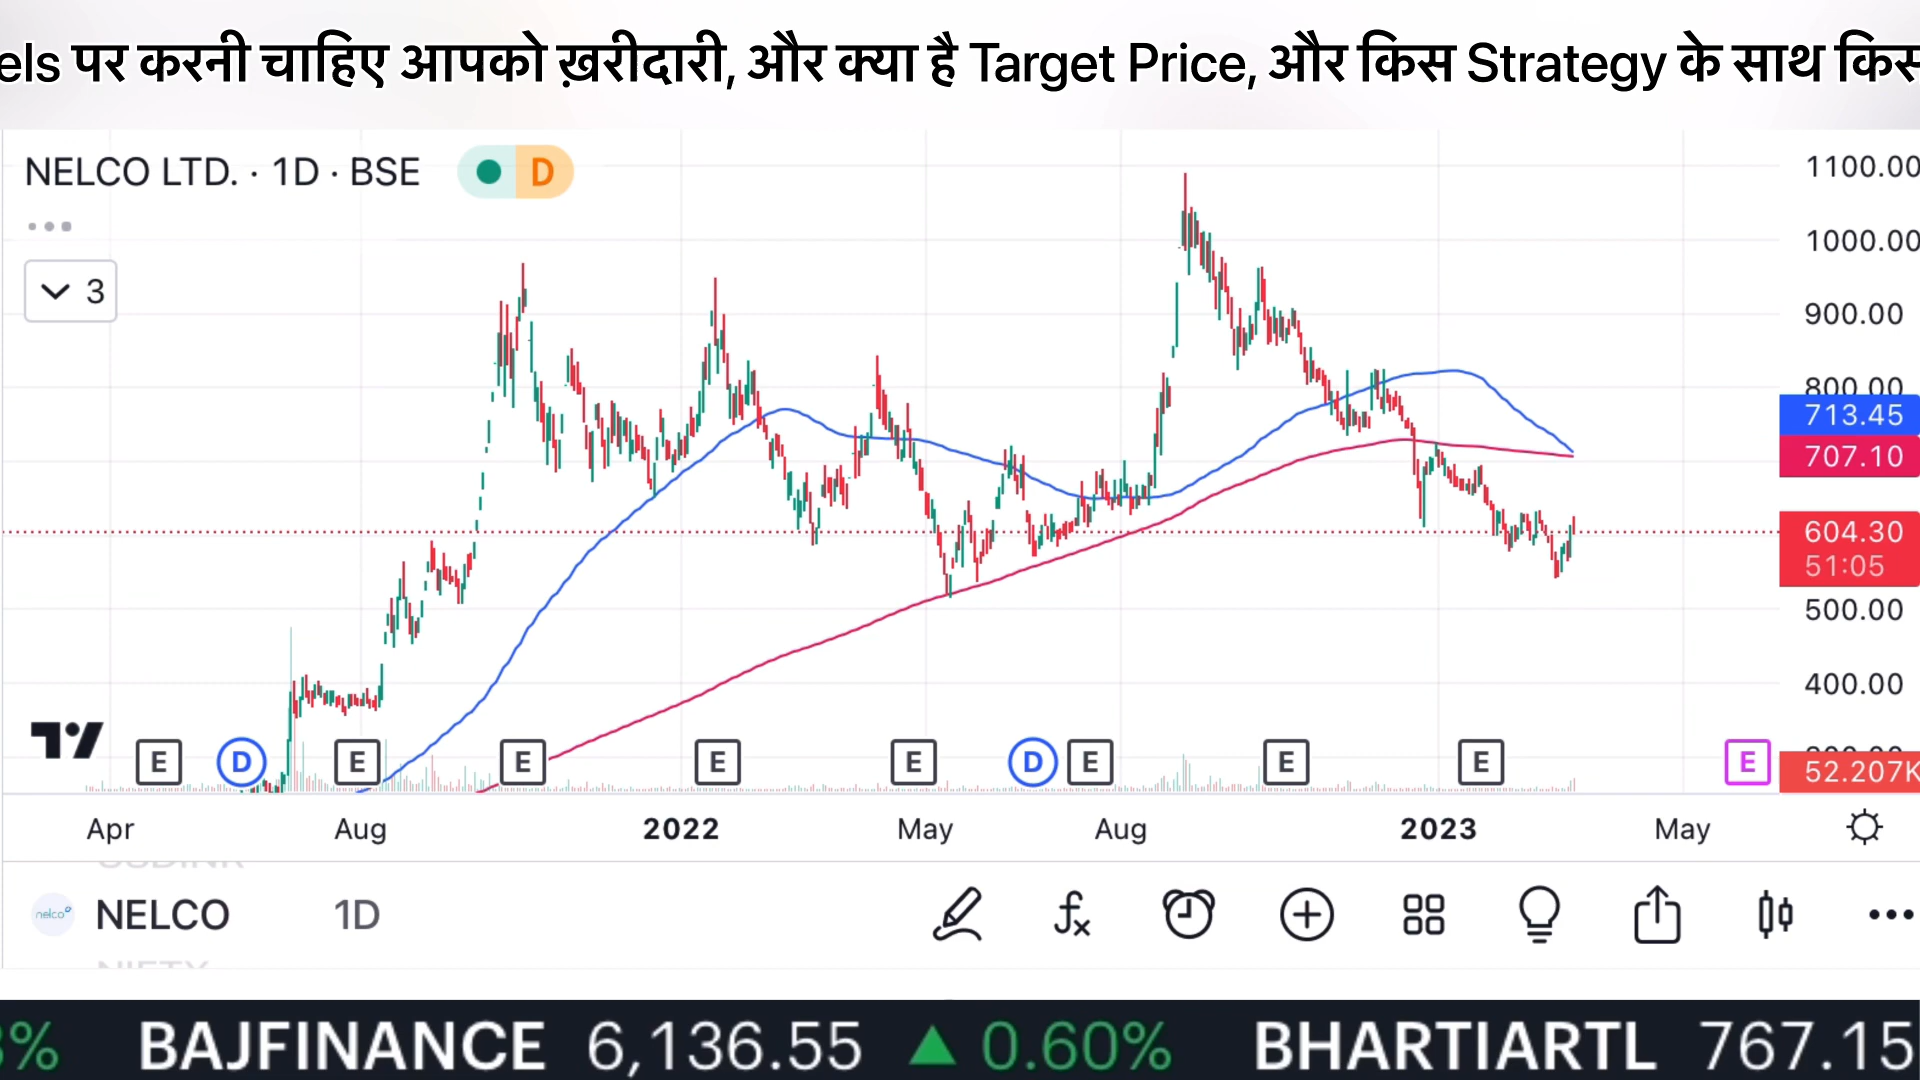 पर करनी चाहिए आपको ख़रीदारी, और क्या है Target Price, और किस Strategy के साथ किस
NELCO LTD. · 1D · BSE D
3
1100.00
1000.00
900.00
800.00
713.45
707.10
604.30
51:05
500.00
400.00
E D E E E E D E E E E
52.207K
Apr Aug 2022 May Aug 2023 May
nelco NELCO 1D
BAJFINANCE 6,136.55 ▲ 0.60% BHARTIARTL 767.15